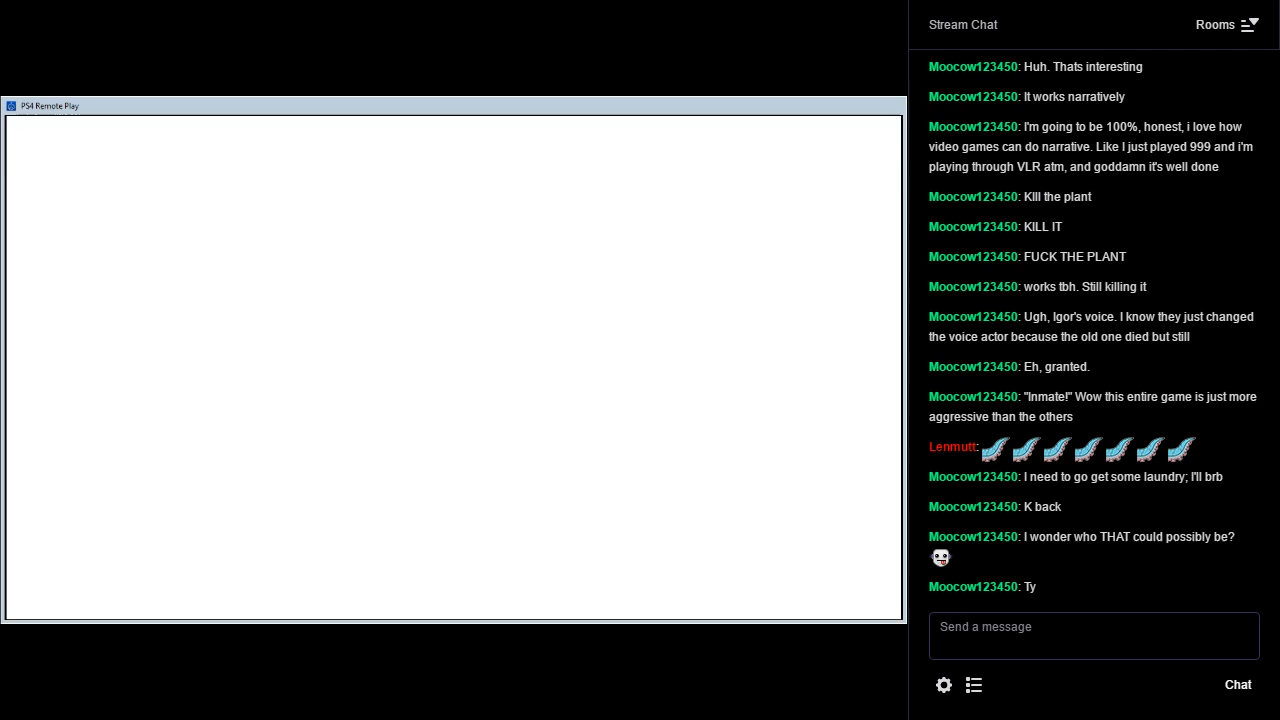 PS4 Remote Play
Stream Chat
Rooms
Moocow123450: Huh. Thats interesting
Moocow123450: It works narratively
Moocow123450: I'm going to be 100%, honest, i love how
video games can do narrative. Like I just played 999 and i'm
playing through VLR atm, and goddamn it's well done
Moocow123450: KIll the plant
Moocow123450: KILL IT
Moocow123450: FUCK THE PLANT
Moocow123450: works tbh. Still killing it
Moocow123450: Ugh, Igor's voice. I know they just changed
the voice actor because the old one died but still
Moocow123450: Eh, granted.
Moocow123450: "Inmate!" Wow this entire game is just more
aggressive than the others
Lenmutt:
Moocow123450: I need to go get some laundry; I'll brb
Moocow123450: K back
Moocow123450: I wonder who THAT could possibly be?
Moocow123450: Ty
Send a message
Chat